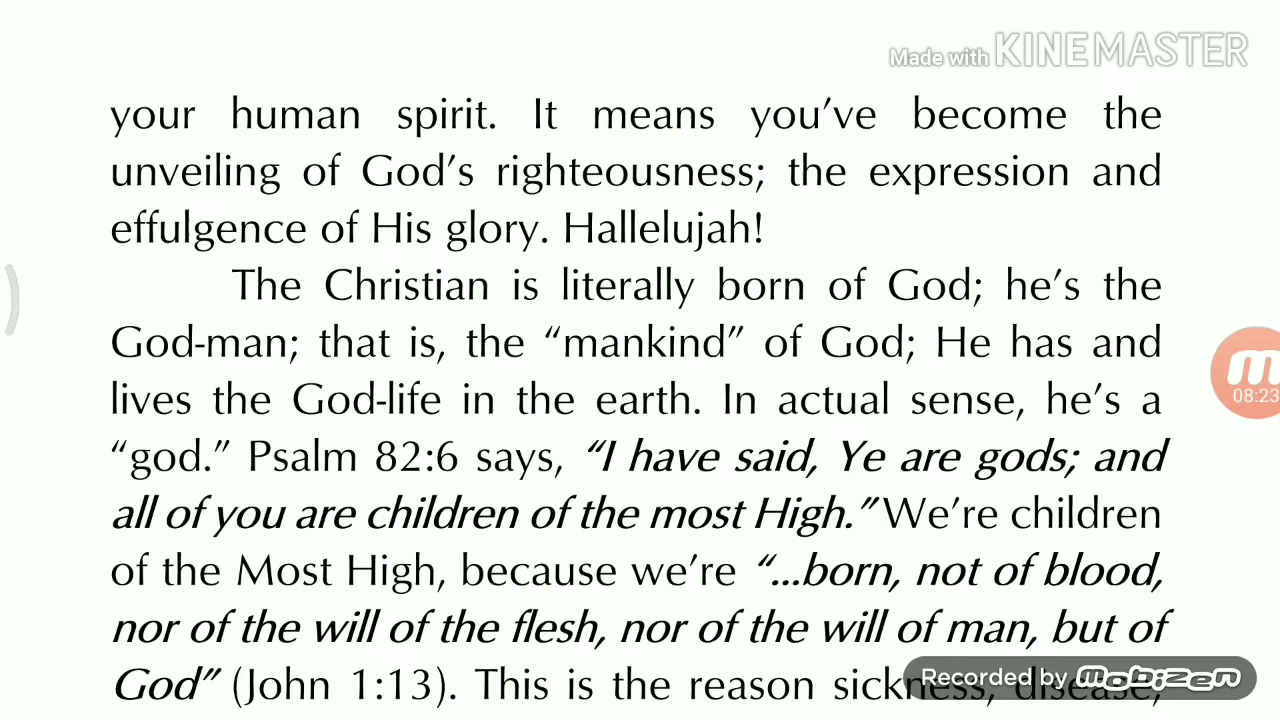 Made with KINEMASTER
your human spirit. It means you’ve become the
unveiling of God’s righteousness; the expression and
effulgence of His glory. Hallelujah!
The Christian is literally born of God; he’s the
God-man; that is, the “mankind” of God; He has and
lives the God-life in the earth. In actual sense, he’s a
08:23
“god.” Psalm 82:6 says, “I have said, Ye are gods; and
all of you are children of the most High.” We’re children
of the Most High, because we’re “...born, not of blood,
nor of the will of the flesh, nor of the will of man, but of
God” (John 1:13). This is the reason sickness, disease,
Recorded by mobizen